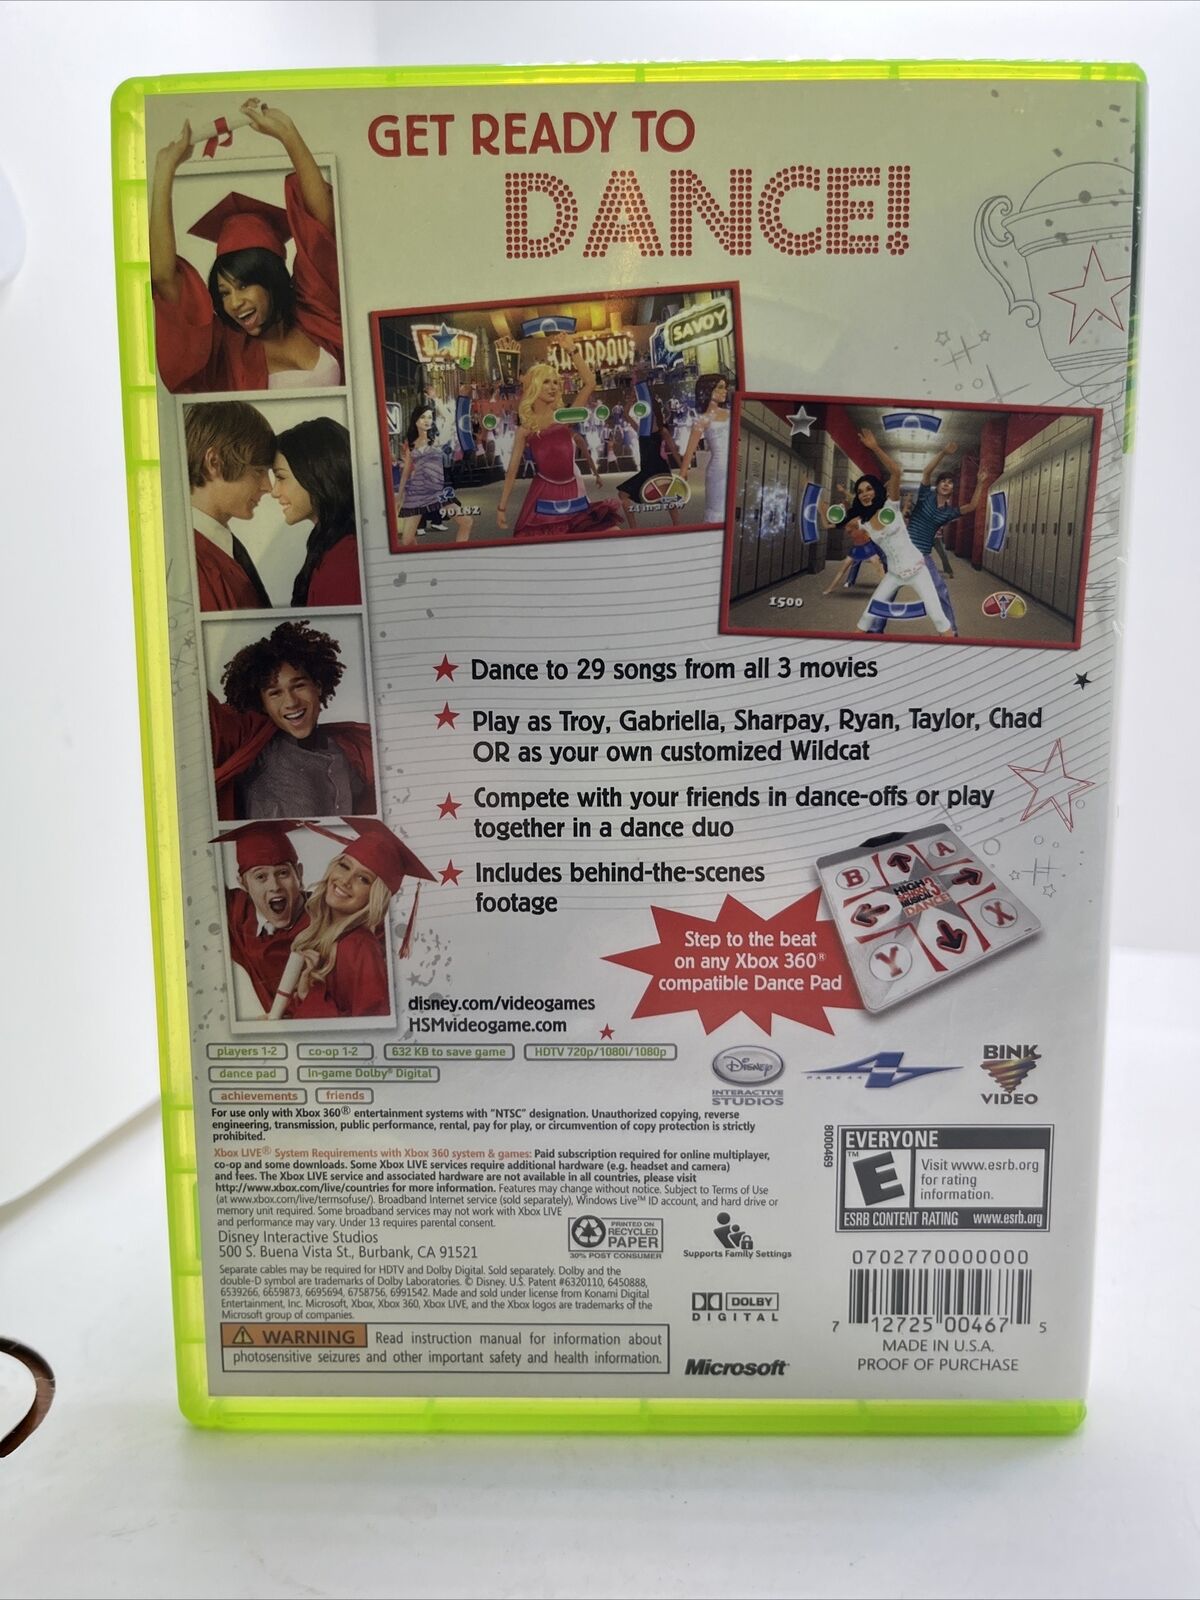 GET READY TO
DANCE!
Press
SHARPAY
SAVOY
x2
90182
24 in a row
1500
★ Dance to 29 songs from all 3 movies
★ Play as Troy, Gabriella, Sharpay, Ryan, Taylor, Chad
OR as your own customized Wildcat
★ Compete with your friends in dance-offs or play
together in a dance duo
★ Includes behind-the-scenes
footage
Step to the beat
on any Xbox 360®
compatible Dance Pad
B A
HIGH SCHOOL MUSICAL 3
DANCE
Y X
disney.com/videogames
HSMvideogame.com
players 1-2 co-op 1-2 632 KB to save game HDTV 720p/1080i/1080p
dance pad In-game Dolby® Digital
achievements friends
Disney
INTERACTIVE
STUDIOS
BINK
VIDEO
For use only with Xbox 360® entertainment systems with "NTSC" designation. Unauthorized copying, reverse
engineering, transmission, public performance, rental, pay for play, or circumvention of copy protection is strictly
prohibited.
Xbox LIVE® System Requirements with Xbox 360 system & games: Paid subscription required for online multiplayer,
co-op and some downloads. Some Xbox LIVE services require additional hardware (e.g. headset and camera)
and fees. The Xbox LIVE service and associated hardware are not available in all countries, please visit
http://www.xbox.com/live/countries for more information. Features may change without notice. Subject to Terms of Use
(at www.xbox.com/live/termsofuse/). Broadband Internet service (sold separately), Windows Live™ ID account, and hard drive or
memory unit required. Some broadband services may not work with Xbox LIVE
and performance may vary. Under 13 requires parental consent.
Disney Interactive Studios
500 S. Buena Vista St., Burbank, CA 91521
PRINTED ON
RECYCLED
PAPER
30% POST CONSUMER
Supports Family Settings
Separate cables may be required for HDTV and Dolby Digital. Sold separately. Dolby and the
double-D symbol are trademarks of Dolby Laboratories. © Disney. U.S. Patent #6320110, 6450888,
6539266, 6659873, 6695694, 6758756, 6991542. Made and sold under license from Konami Digital
Entertainment, Inc. Microsoft, Xbox, Xbox 360, Xbox LIVE, and the Xbox logos are trademarks of the
Microsoft group of companies.
WARNING Read instruction manual for information about
photosensitive seizures and other important safety and health information.
DOLBY
DIGITAL
Microsoft
8000469
EVERYONE
E
™
Visit www.esrb.org
for rating
information.
ESRB CONTENT RATING www.esrb.org
0702770000000
7 12725 00467 5
MADE IN U.S.A.
PROOF OF PURCHASE